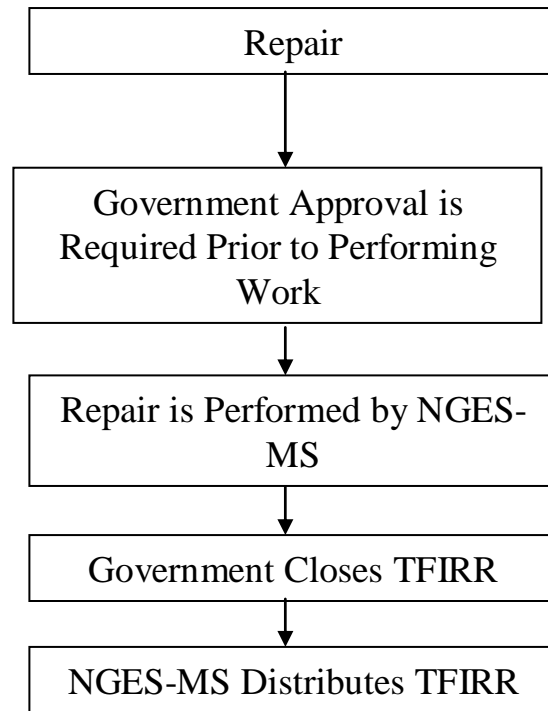 Repair
Government Approval is
Required Prior to Performing
Work
Repair is Performed by NGES-
MS
Government Closes TFIRR
NGES-MS Distributes TFIRR